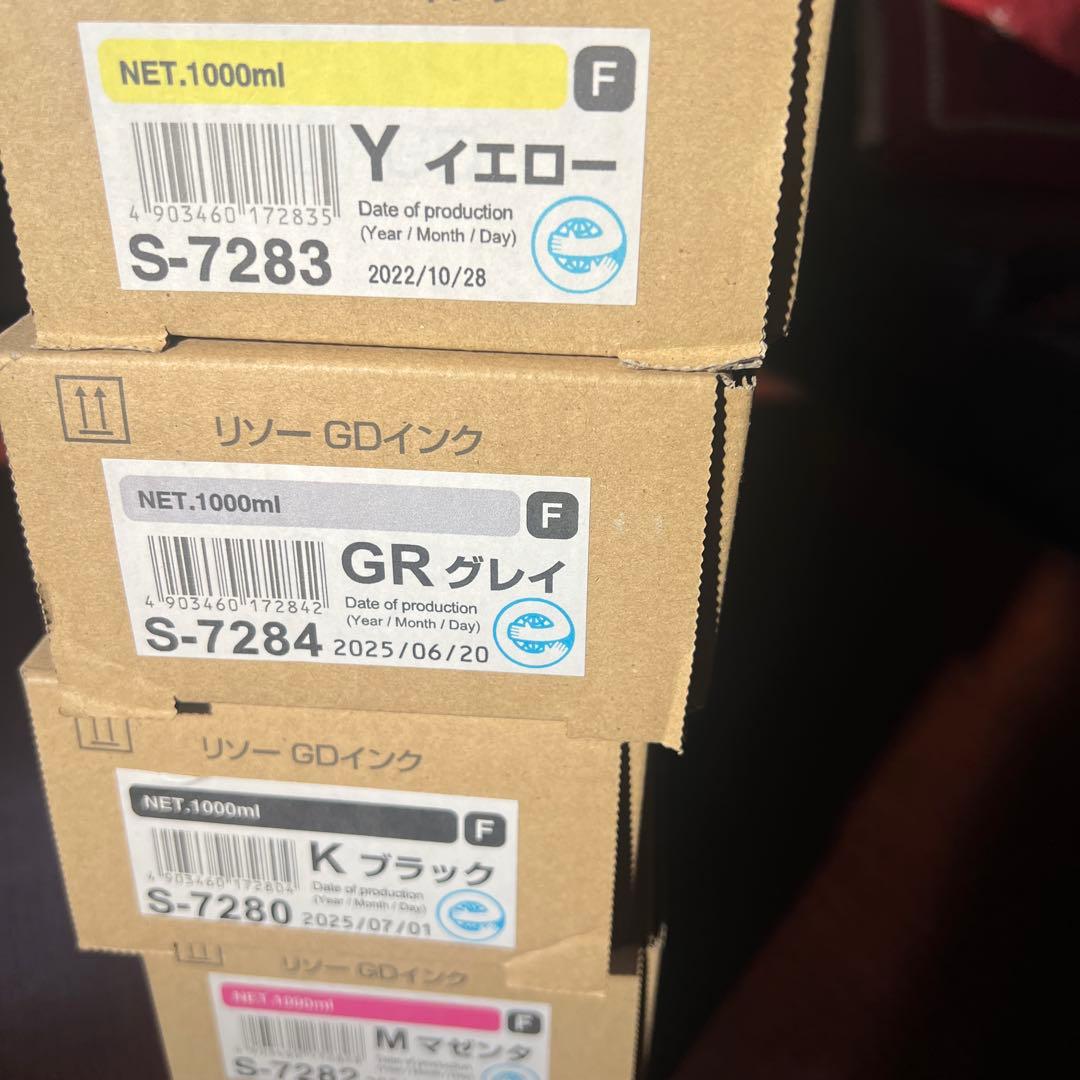 NET.1000ml
F
Y イエロー
4 903460 172835
Date of production
(Year / Month / Day)
S-7283
2022/10/28
リソー GDインク
NET.1000ml
F
GR グレイ
4 903460 172842
Date of production
(Year / Month / Day)
S-7284
2025/06/20
リソー GDインク
NET.1000ml
F
K ブラック
4 903460 172804
Date of production
(Year / Month / Day)
S-7280
2025/07/01
リソー GDインク
NET.1000ml
F
M マゼンタ
S-7282